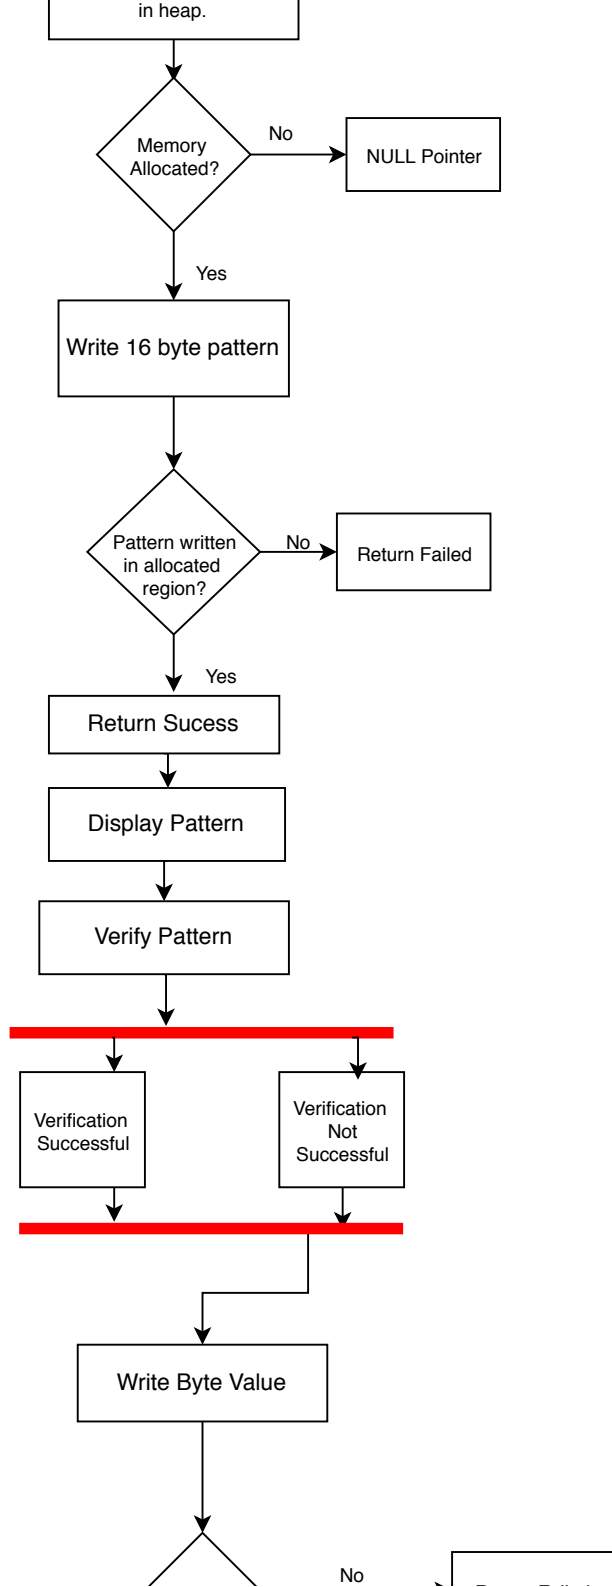 in heap.
Memory
Allocated?
No
NULL Pointer
Yes
Write 16 byte pattern
Pattern written
in allocated
region?
No
Return Failed
Yes
Return Sucess
Display Pattern
Verify Pattern
Verification
Successful
Verification
Not
Successful
Write Byte Value
No